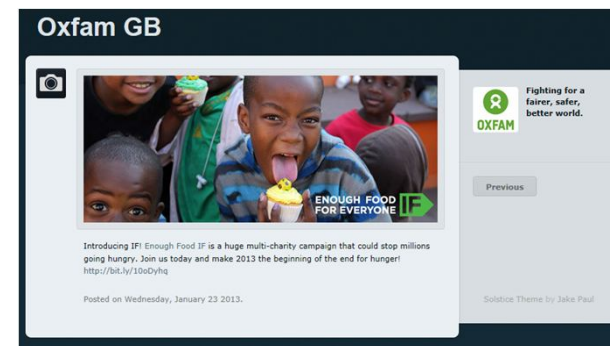 Oxfam GB
ENOUGH FOOD
FOR EVERYONE IF
Introducing IF! Enough Food IF is a huge multi-charity campaign that could stop millions
going hungry. Join us today and make 2013 the beginning of the end for hunger!
http://bit.ly/10oDyhq
Posted on Wednesday, January 23 2013.
OXFAM
Fighting for a
fairer, safer,
better world.
Previous
Solstice Theme by Jake Paul